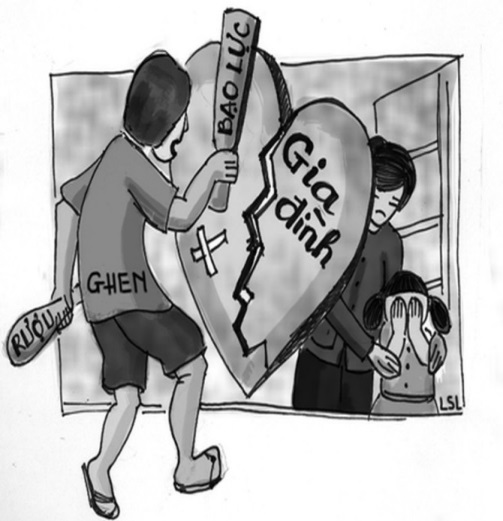 BẠO LỰC
Gia
đình
GHEN
RƯỢU
LSL